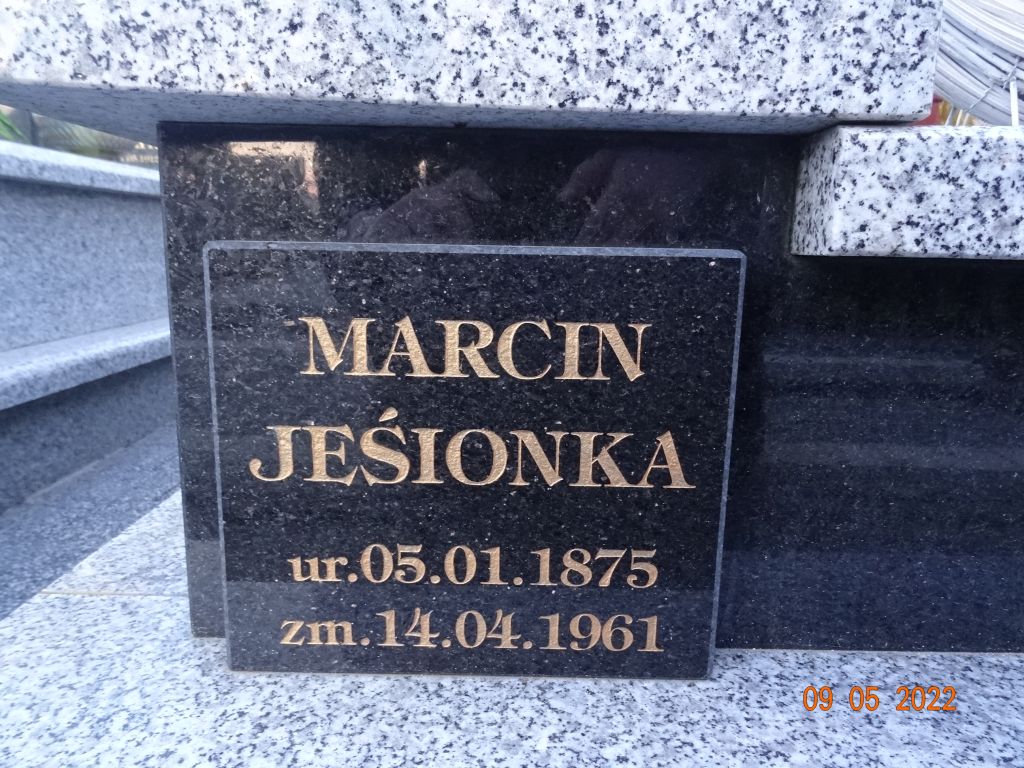 MARCIN
JEŚIONKA
ur.05.01.1875
zm.14.04.1961
09 05 2022